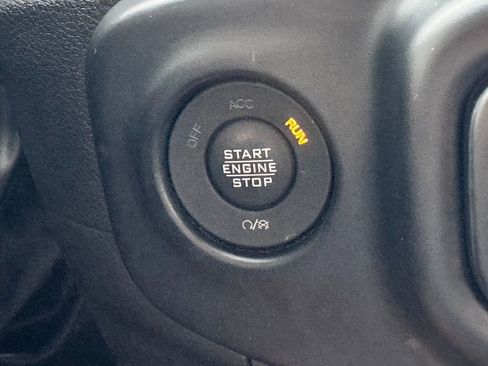 OFF
ACC
RUN
START
ENGINE
STOP